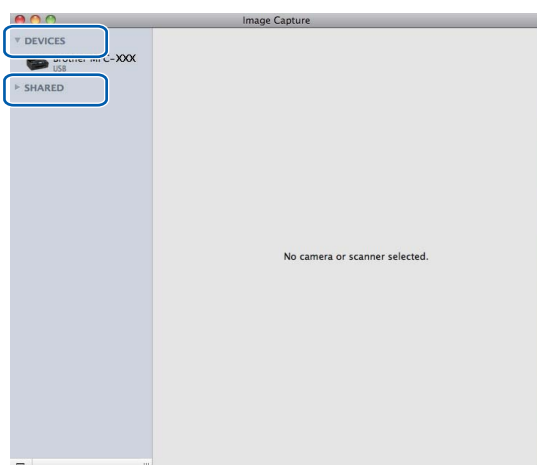 Image Capture
DEVICES
Brother MFC-XXX
USB
SHARED
No camera or scanner selected.